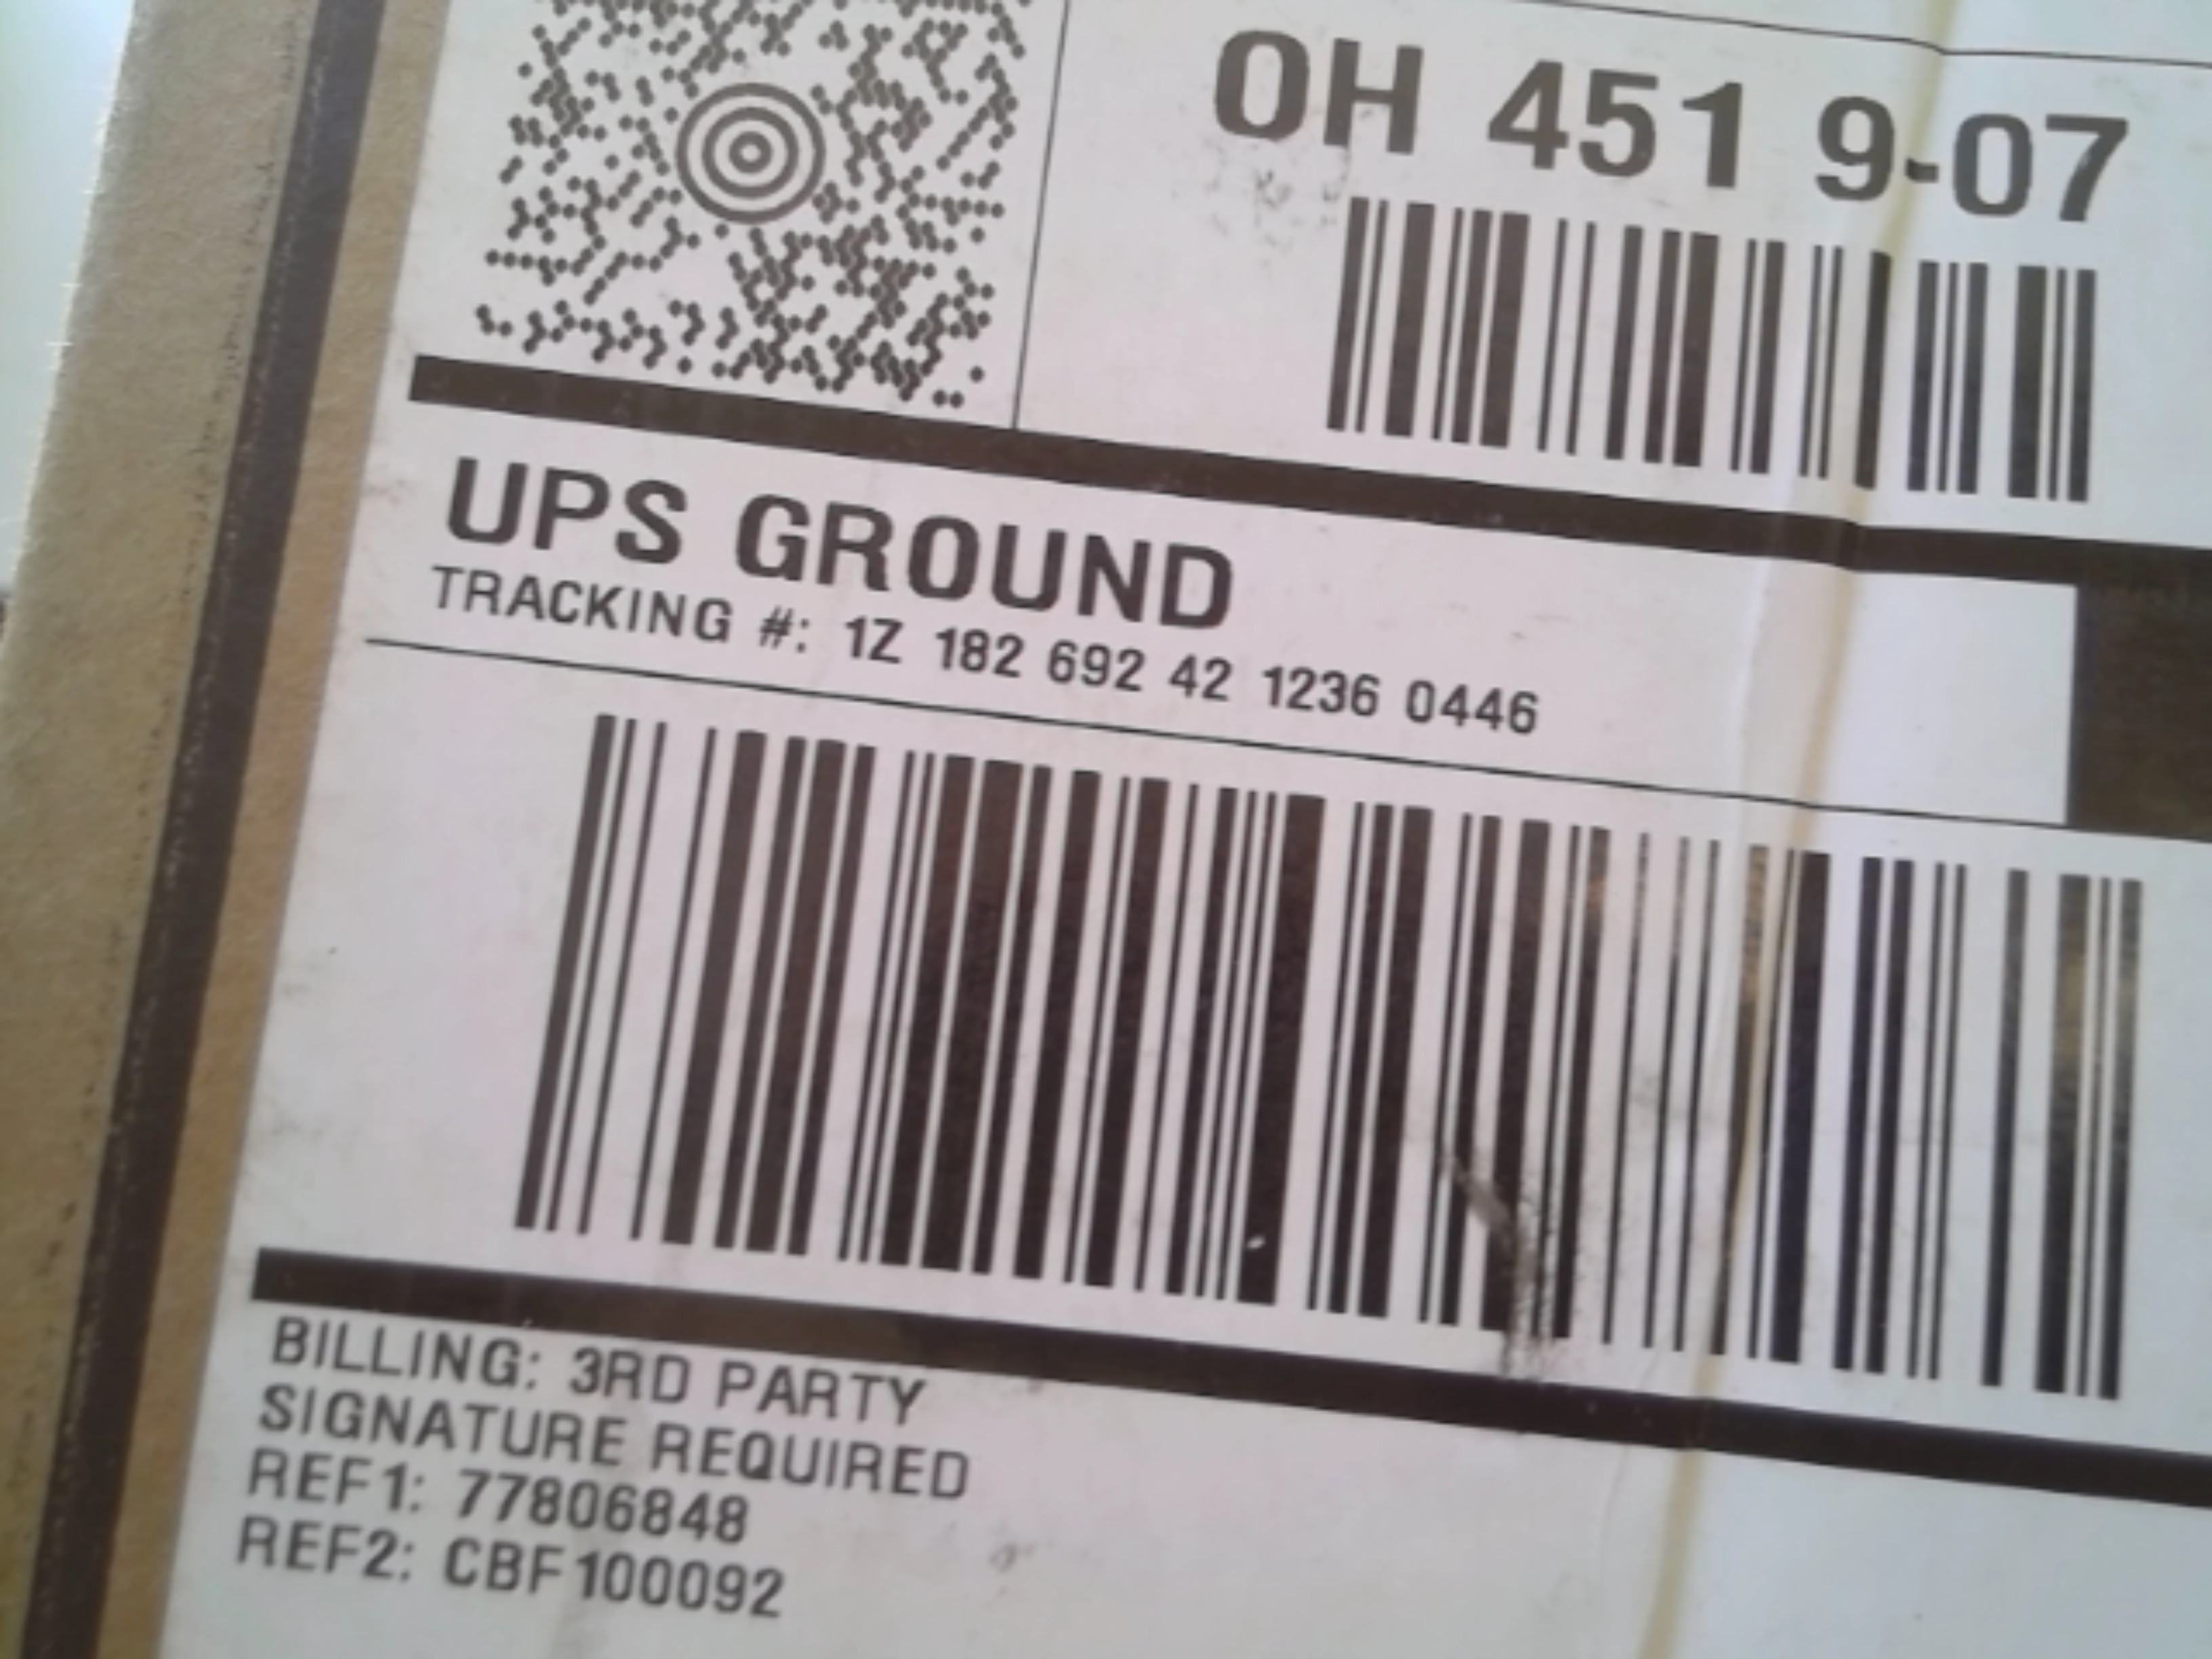 OH 451 9-07
UPS GROUND
TRACKING #: 1Z 182 692 42 1236 0446
BILLING: 3RD PARTY
SIGNATURE REQUIRED
REF1: 77806848
REF2: CBF100092